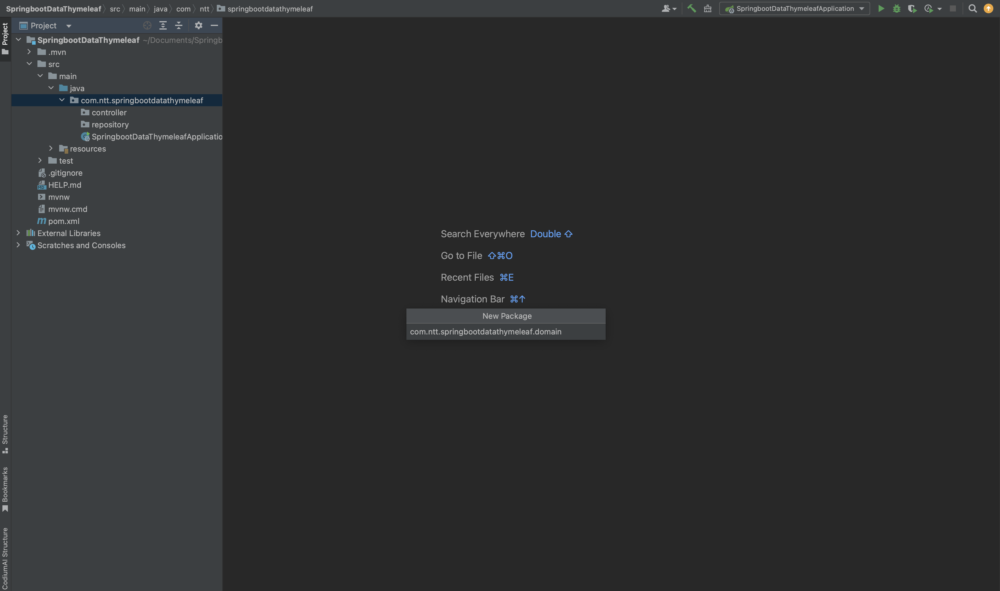 SpringbootDataThymeleaf src main java com ntt springbootdatathymeleaf
SpringbootDataThymeleafApplication
Project
Project
SpringbootDataThymeleaf ~/Documents/Springb
.mvn
src
main
java
com.ntt.springbootdatathymeleaf
controller
repository
SpringbootDataThymeleafApplicatio
resources
test
.gitignore
HELP.md
MD
mvnw
mvnw.cmd
m pom.xml
External Libraries
Scratches and Consoles
Search Everywhere Double ⇧
Go to File ⇧⌘O
Recent Files ⌘E
Navigation Bar ⌘↑
New Package
com.ntt.springbootdatathymeleaf.domain
Structure
Bookmarks
CodiumAI Structure